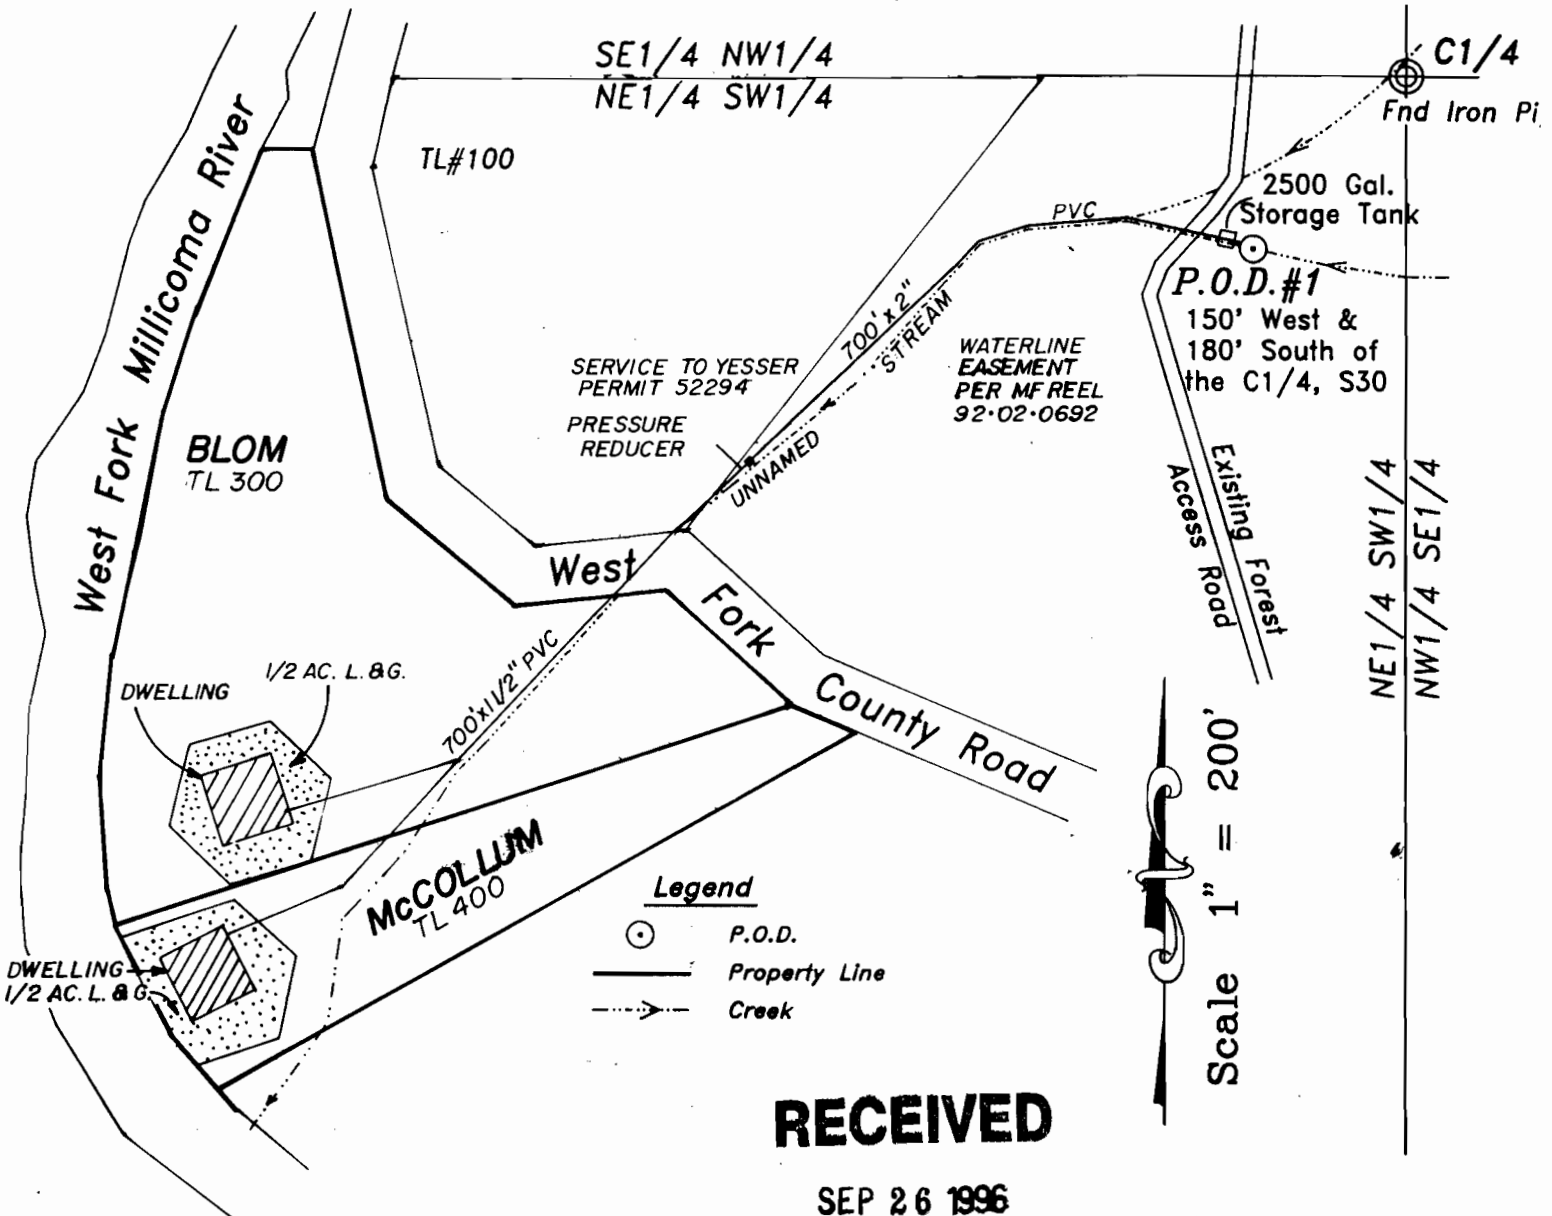 SE1/4 NW1/4
NE1/4 SW1/4
C1/4
Fnd Iron Pi
TL#100
2500 Gal.
Storage Tank
PVC
P.O.D.#1
150' West &
180' South of
the C1/4, S30
West Fork Millicoma River
700' x 2"
STREAM
UNNAMED
WATERLINE
EASEMENT
PER MF REEL
92·02·0692
SERVICE TO YESSER
PERMIT 52294
PRESSURE
REDUCER
BLOM
TL 300
Existing Forest
Access Road
NE1/4 SW1/4
NW1/4 SE1/4
West Fork County Road
1/2 AC. L.&G.
DWELLING
700'x1 1/2" PVC
McCOLLUM
TL 400
DWELLING
1/2 AC. L. & G.
Legend
P.O.D.
Property Line
Creek
Scale 1" = 200'
RECEIVED
SEP 26 1996